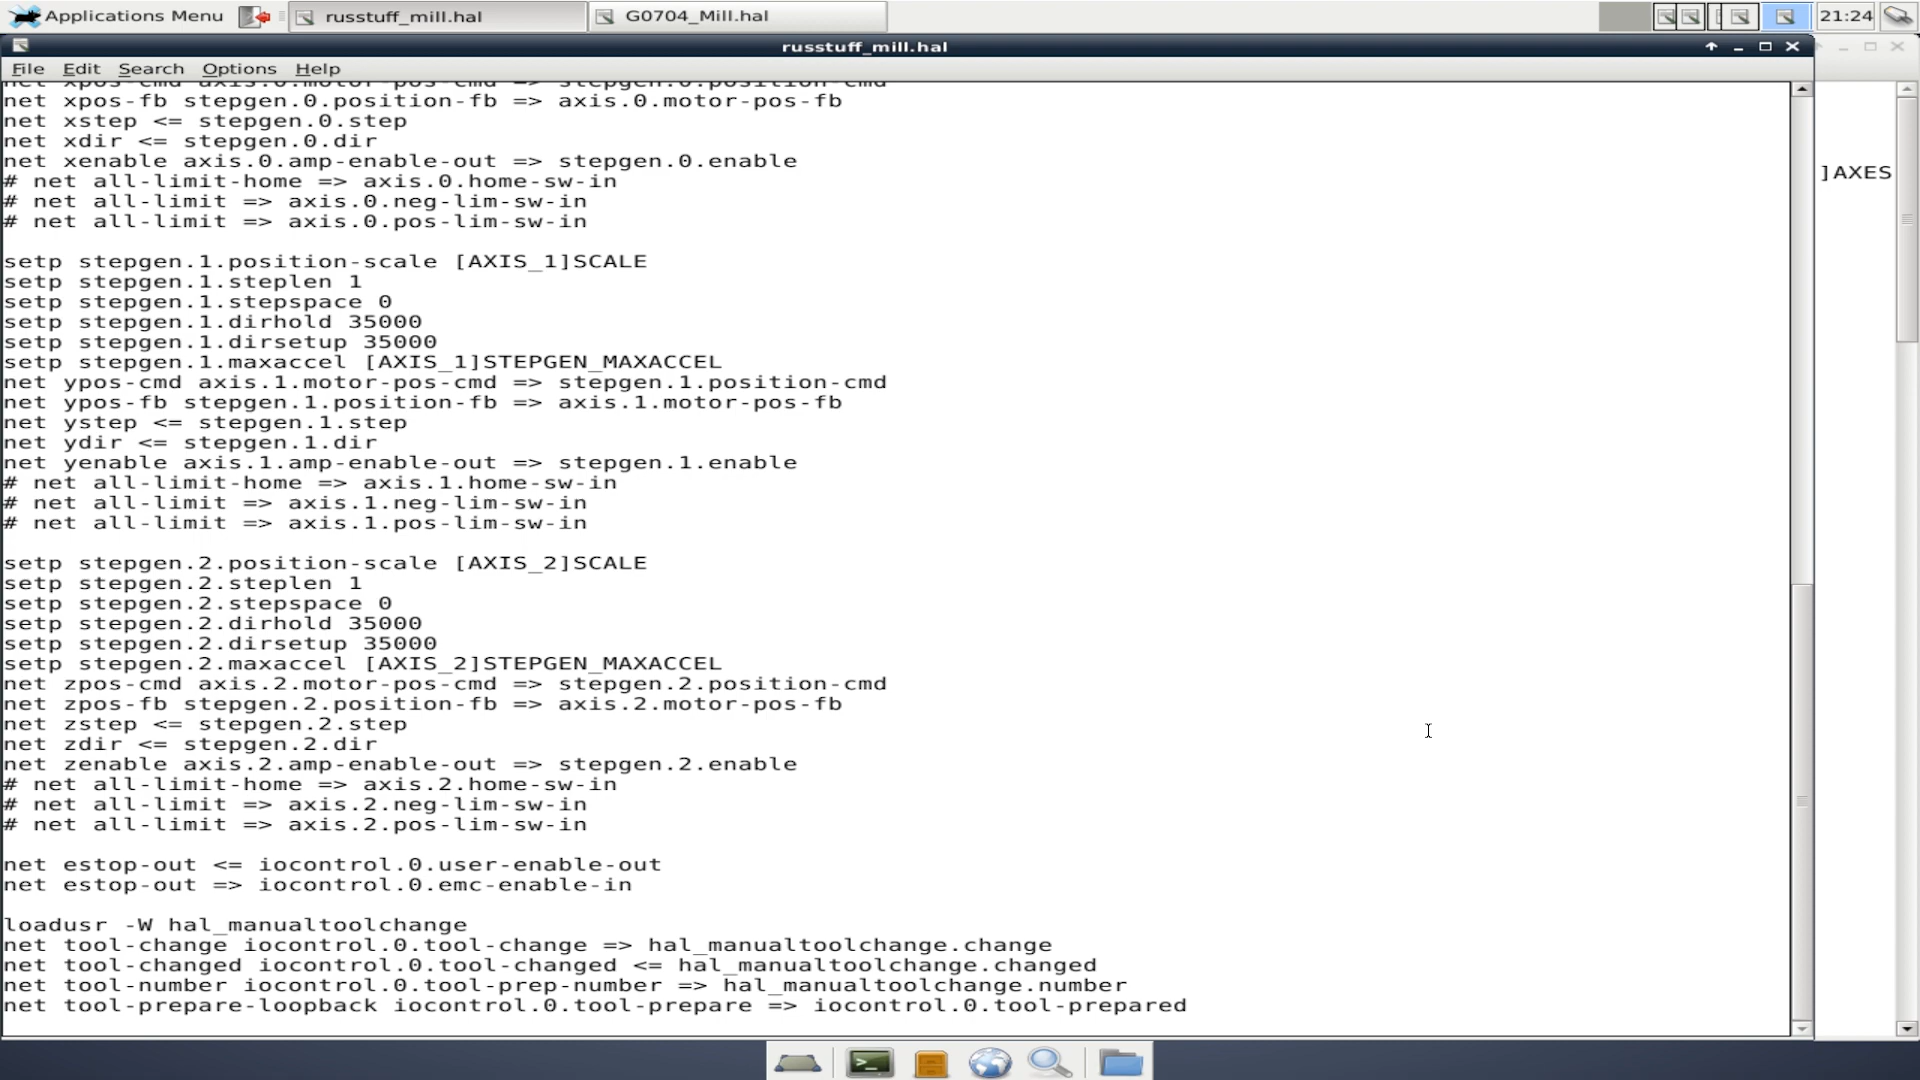 Applications Menu
russtuff_mill.hal
G0704_Mill.hal
21:24
russtuff_mill.hal
File Edit Search Options Help
net xpos-cmd axis.0.motor-pos-cmd => stepgen.0.position-cmd
net xpos-fb stepgen.0.position-fb => axis.0.motor-pos-fb
net xstep <= stepgen.0.step
net xdir <= stepgen.0.dir
net xenable axis.0.amp-enable-out => stepgen.0.enable
# net all-limit-home => axis.0.home-sw-in
# net all-limit => axis.0.neg-lim-sw-in
# net all-limit => axis.0.pos-lim-sw-in
setp stepgen.1.position-scale [AXIS_1]SCALE
setp stepgen.1.steplen 1
setp stepgen.1.stepspace 0
setp stepgen.1.dirhold 35000
setp stepgen.1.dirsetup 35000
setp stepgen.1.maxaccel [AXIS_1]STEPGEN_MAXACCEL
net ypos-cmd axis.1.motor-pos-cmd => stepgen.1.position-cmd
net ypos-fb stepgen.1.position-fb => axis.1.motor-pos-fb
net ystep <= stepgen.1.step
net ydir <= stepgen.1.dir
net yenable axis.1.amp-enable-out => stepgen.1.enable
# net all-limit-home => axis.1.home-sw-in
# net all-limit => axis.1.neg-lim-sw-in
# net all-limit => axis.1.pos-lim-sw-in
setp stepgen.2.position-scale [AXIS_2]SCALE
setp stepgen.2.steplen 1
setp stepgen.2.stepspace 0
setp stepgen.2.dirhold 35000
setp stepgen.2.dirsetup 35000
setp stepgen.2.maxaccel [AXIS_2]STEPGEN_MAXACCEL
net zpos-cmd axis.2.motor-pos-cmd => stepgen.2.position-cmd
net zpos-fb stepgen.2.position-fb => axis.2.motor-pos-fb
net zstep <= stepgen.2.step
net zdir <= stepgen.2.dir
net zenable axis.2.amp-enable-out => stepgen.2.enable
# net all-limit-home => axis.2.home-sw-in
# net all-limit => axis.2.neg-lim-sw-in
# net all-limit => axis.2.pos-lim-sw-in
net estop-out <= iocontrol.0.user-enable-out
net estop-out => iocontrol.0.emc-enable-in
loadusr -W hal_manualtoolchange
net tool-change iocontrol.0.tool-change => hal_manualtoolchange.change
net tool-changed iocontrol.0.tool-changed <= hal_manualtoolchange.changed
net tool-number iocontrol.0.tool-prep-number => hal_manualtoolchange.number
net tool-prepare-loopback iocontrol.0.tool-prepare => iocontrol.0.tool-prepared
]AXES